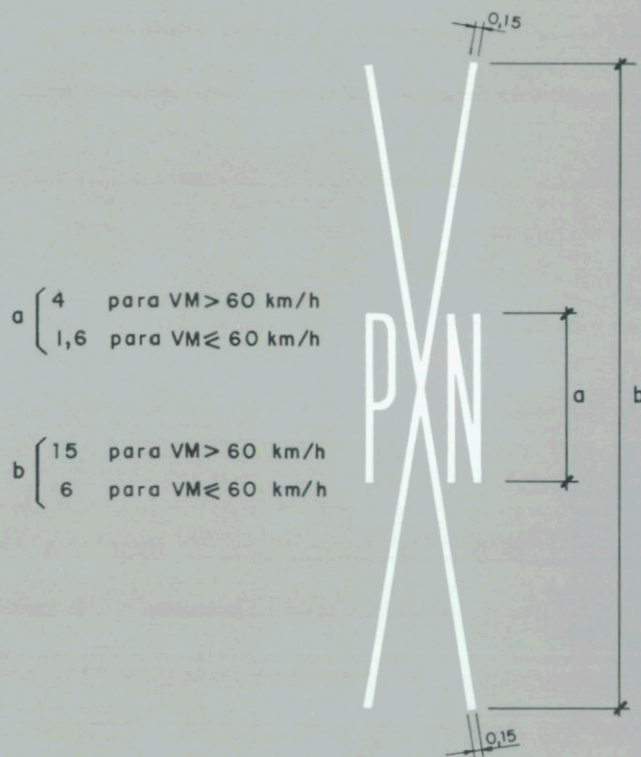 0,15
a 4 para VM > 60 km/h
1,6 para VM ⩽ 60 km/h
P N
a
b
b 15 para VM > 60 km/h
6 para VM ⩽ 60 km/h
0,15